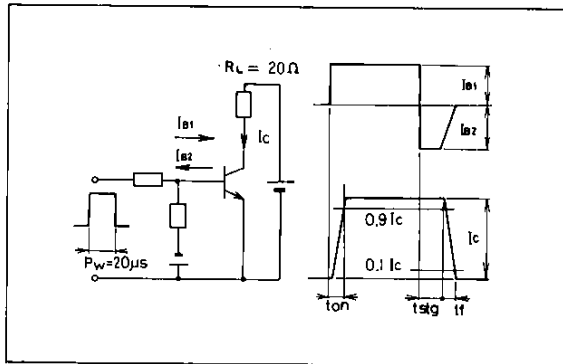 RL = 20Ω
IB1
IB2
Ic
Pw=20μs
IB1
IB2
0.9 Ic
0.1 Ic
Ic
ton
tstg
tf